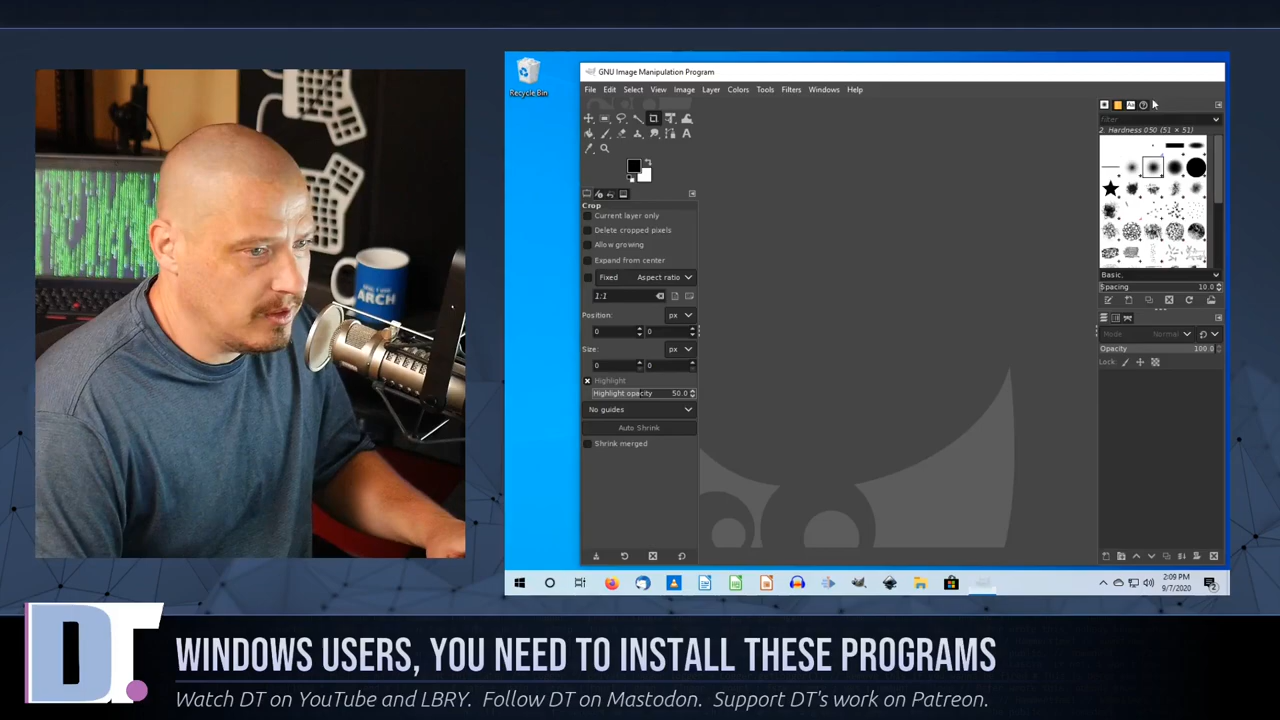 ARCH
Recycle Bin
GNU Image Manipulation Program
File Edit Select View Image Layer Colors Tools Filters Windows Help
Crop
Current layer only
Delete cropped pixels
Allow growing
Expand from center
Fixed Aspect ratio
1:1
Position: px
0 0
Size: px
0 0
Highlight
Highlight opacity 50.0
No guides
Auto Shrink
Shrink merged
filter
2. Hardness 050 (51 × 51)
Basic,
Spacing 10.0
Mode Normal
Opacity 100.0
Lock:
2:09 PM
9/7/2020
2
DT.
WINDOWS USERS, YOU NEED TO INSTALL THESE PROGRAMS
Watch DT on YouTube and LBRY. Follow DT on Mastodon. Support DT's work on Patreon.